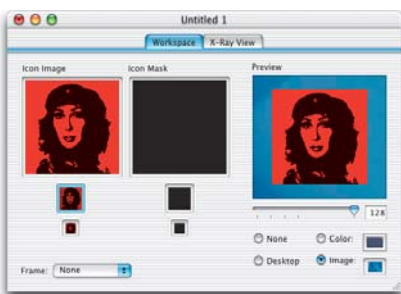 Untitled 1
Workspace X-Ray View
Icon Image Icon Mask Preview
128
None Color:
Desktop Image:
Frame: None